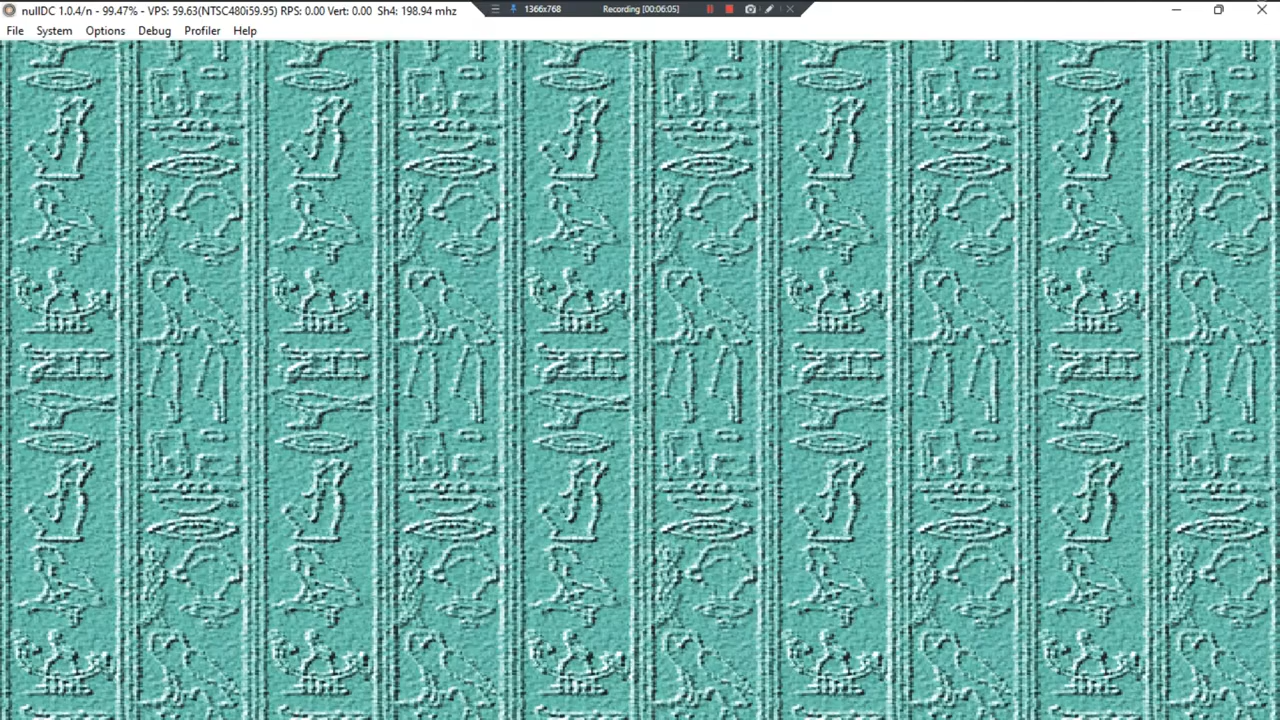 nullDC 1.0.4/n - 99.47% - VPS: 59.63(NTSC480i59.95) RPS: 0.00 Vert: 0.00 Sh4: 198.94 mhz
1366x768 Recording [00:06:05]
File System Options Debug Profiler Help